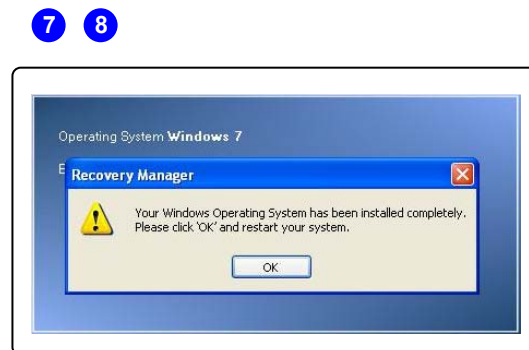 7 8
Operating System Windows 7
E
Recovery Manager
Your Windows Operating System has been installed completely.
Please click 'OK' and restart your system.
OK